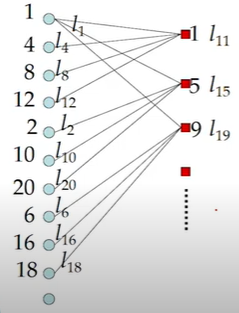 1 l₁
4 l₄
8 l₈
12 l₁₂
2 l₂
10 l₁₀
20 l₂₀
6 l₆
16 l₁₆
18 l₁₈
1 l₁₁
5 l₁₅
9 l₁₉